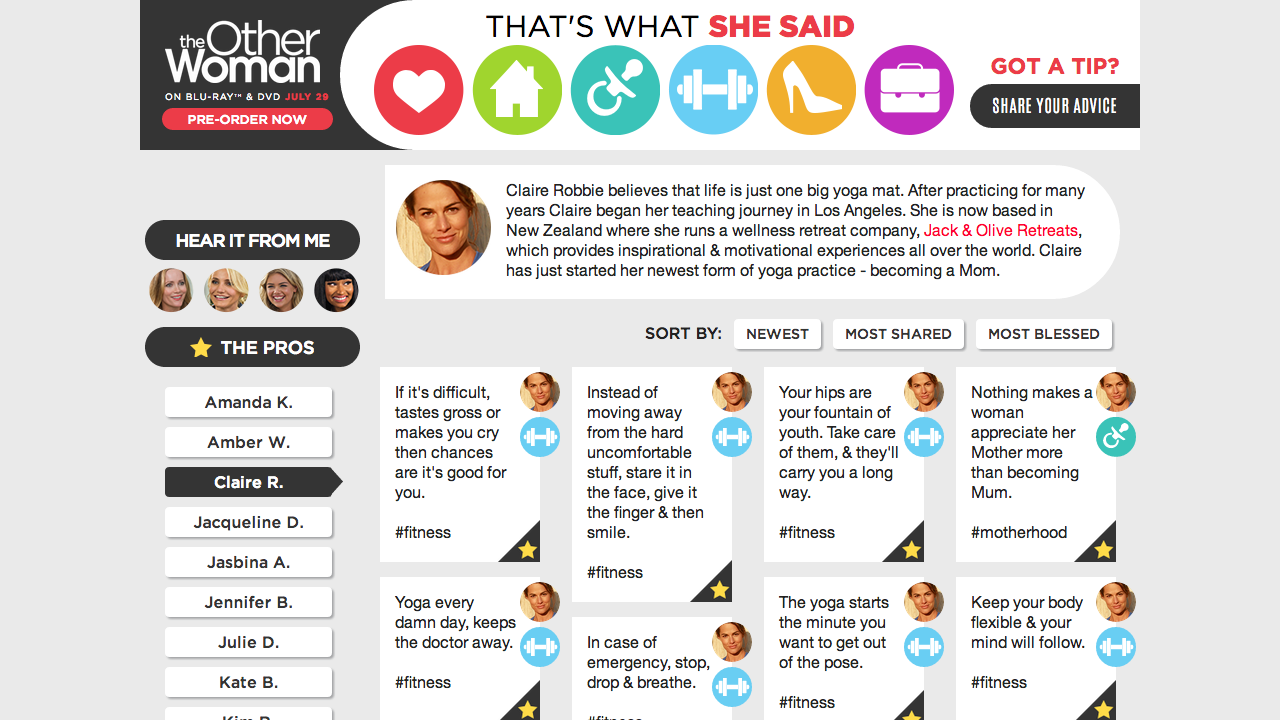 the Other
Woman
ON BLU-RAY™ & DVD JULY 29
PRE-ORDER NOW
THAT'S WHAT SHE SAID
GOT A TIP?
SHARE YOUR ADVICE
HEAR IT FROM ME
THE PROS
Amanda K.
Amber W.
Claire R.
Jacqueline D.
Jasbina A.
Jennifer B.
Julie D.
Kate B.
Kim B.
Claire Robbie believes that life is just one big yoga mat. After practicing for many
years Claire began her teaching journey in Los Angeles. She is now based in
New Zealand where she runs a wellness retreat company, Jack & Olive Retreats,
which provides inspirational & motivational experiences all over the world. Claire
has just started her newest form of yoga practice - becoming a Mom.
SORT BY:
NEWEST
MOST SHARED
MOST BLESSED
If it's difficult,
tastes gross or
makes you cry
then chances
are it's good for
you.
#fitness
Instead of
moving away
from the hard
uncomfortable
stuff, stare it in
the face, give it
the finger & then
smile.
#fitness
Your hips are
your fountain of
youth. Take care
of them, & they'll
carry you a long
way.
#fitness
Nothing makes a
woman
appreciate her
Mother more
than becoming
Mum.
#motherhood
Yoga every
damn day, keeps
the doctor away.
#fitness
In case of
emergency, stop,
drop & breathe.
#fitness
The yoga starts
the minute you
want to get out
of the pose.
#fitness
Keep your body
flexible & your
mind will follow.
#fitness